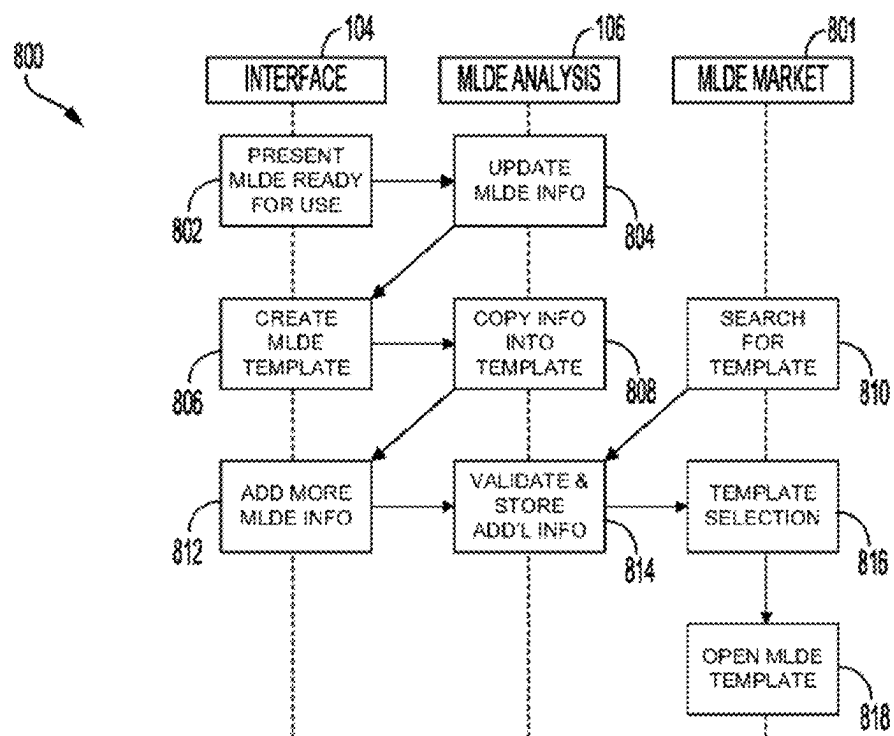 800
104
106
801
INTERFACE
MLDE ANALYSIS
MLDE MARKET
PRESENT
MLDE READY
FOR USE
802
UPDATE
MLDE INFO
804
CREATE
MLDE
TEMPLATE
806
COPY INFO
INTO
TEMPLATE
808
SEARCH
FOR
TEMPLATE
810
ADD MORE
MLDE INFO
812
VALIDATE &
STORE
ADD'L INFO
814
TEMPLATE
SELECTION
816
OPEN MLDE
TEMPLATE
818